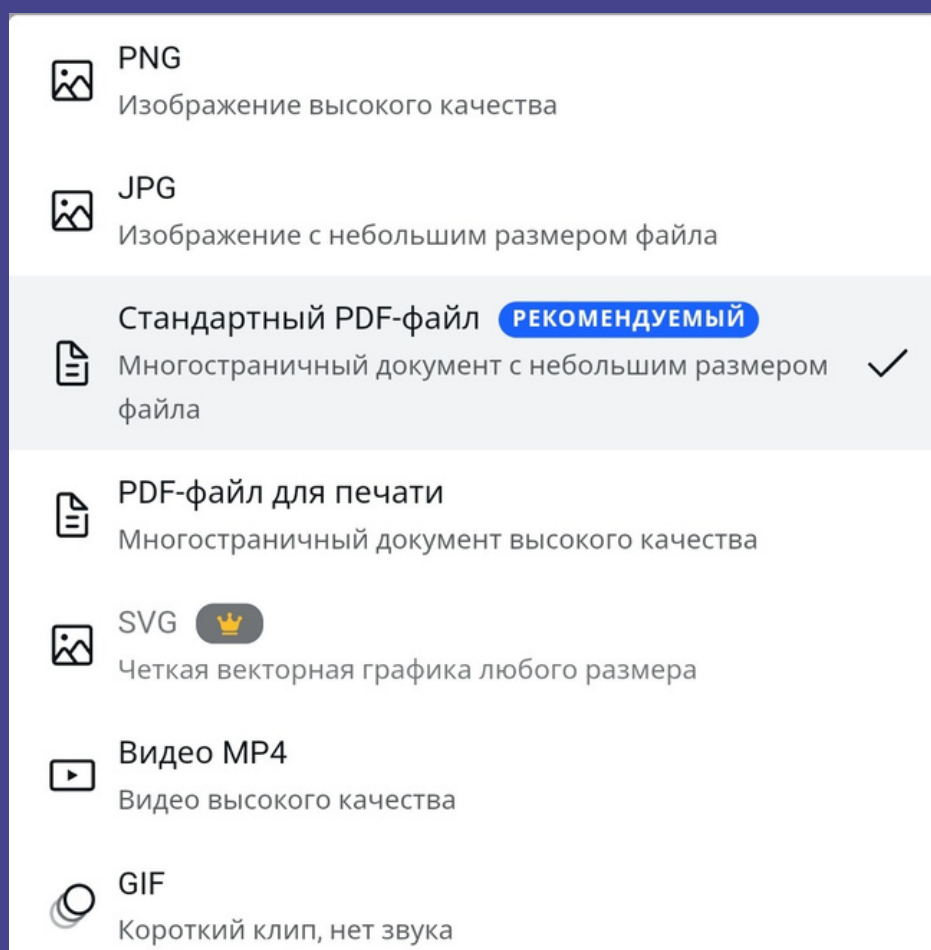 PNG
Изображение высокого качества
JPG
Изображение с небольшим размером файла
Стандартный PDF-файл РЕКОМЕНДУЕМЫЙ
Многостраничный документ с небольшим размером
файла
PDF-файл для печати
Многостраничный документ высокого качества
SVG
Четкая векторная графика любого размера
Видео MP4
Видео высокого качества
GIF
Короткий клип, нет звука